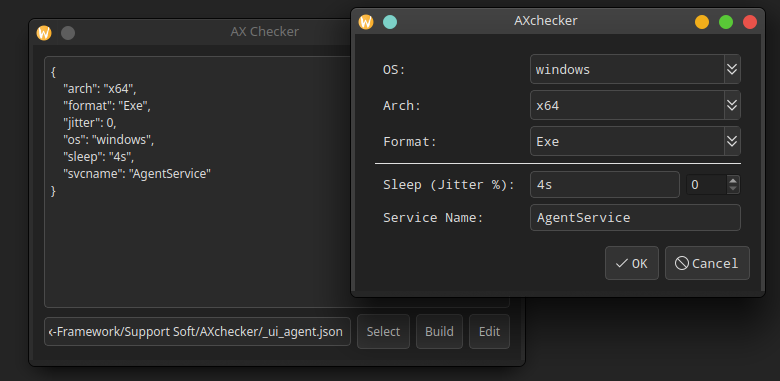 AX Checker
{
"arch": "x64",
"format": "Exe",
"jitter": 0,
"os": "windows",
"sleep": "4s",
"svcname": "AgentService"
}
‹-Framework/Support Soft/AXchecker/_ui_agent.json
Select
Build
Edit
AXchecker
OS:
windows
Arch:
x64
Format:
Exe
Sleep (Jitter %):
4s
0
Service Name:
AgentService
OK
Cancel